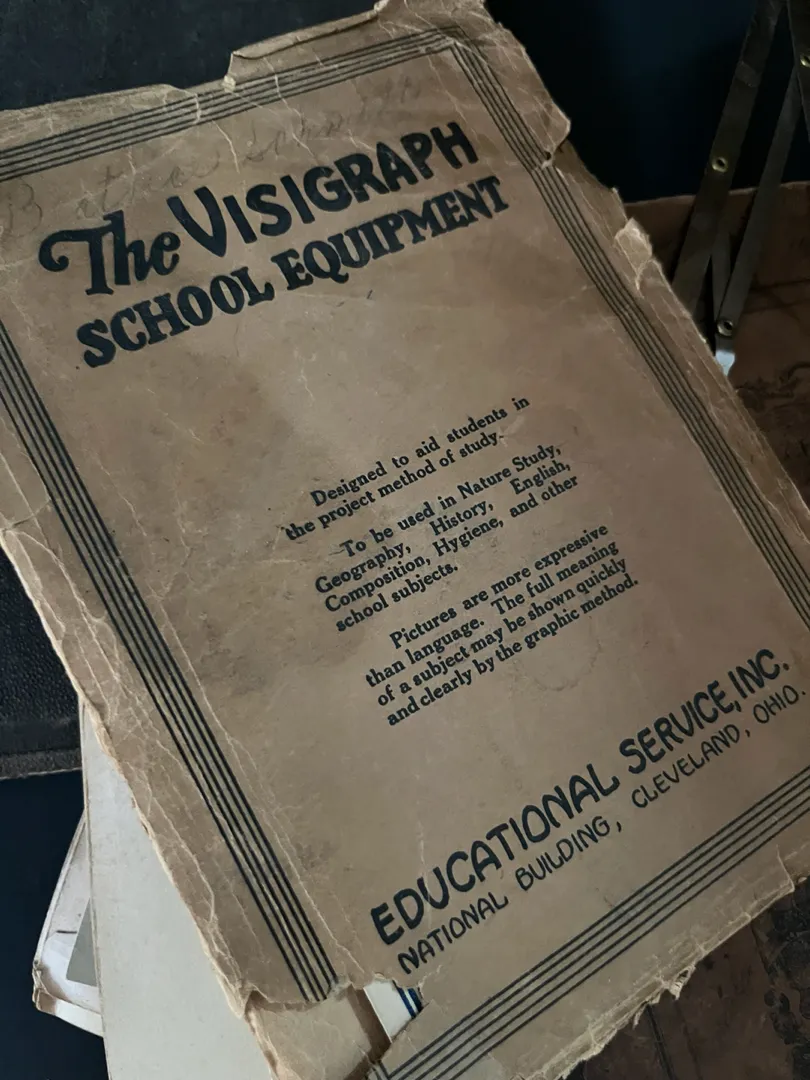 The VISIGRAPH
SCHOOL EQUIPMENT
Designed to aid students in
the project method of study.
To be used in Nature Study,
Geography, History, English,
Composition, Hygiene, and other
school subjects.
Pictures are more expressive
than language. The full meaning
of a subject may be shown quickly
and clearly by the graphic method.
EDUCATIONAL SERVICE, INC.
NATIONAL BUILDING, CLEVELAND, OHIO.